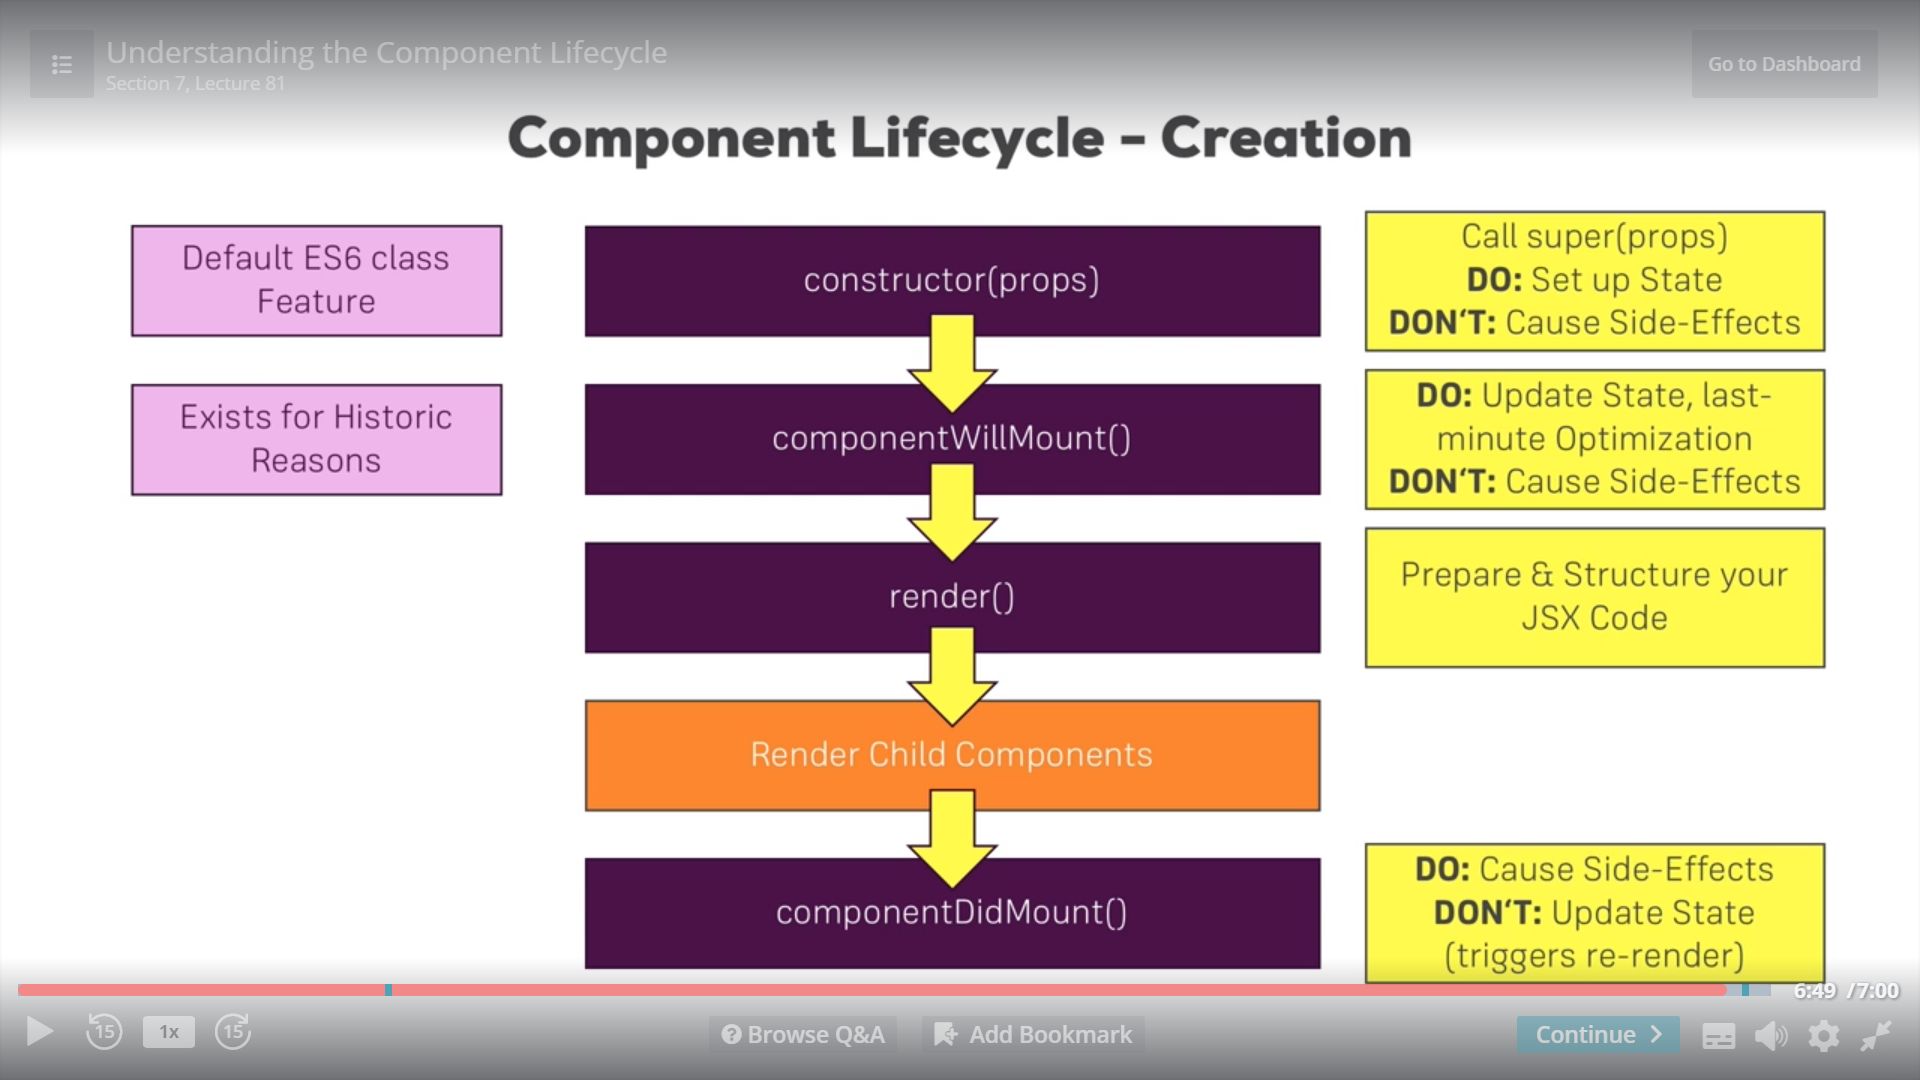 Understanding the Component Lifecycle
Section 7, Lecture 81
Go to Dashboard
Component Lifecycle - Creation
Default ES6 class
Feature
constructor(props)
Call super(props)
DO: Set up State
DON‘T: Cause Side-Effects
Exists for Historic
Reasons
componentWillMount()
DO: Update State, last-
minute Optimization
DON‘T: Cause Side-Effects
render()
Prepare & Structure your
JSX Code
Render Child Components
componentDidMount()
DO: Cause Side-Effects
DON‘T: Update State
(triggers re-render)
6:49 /7:00
15
1x
15
Browse Q&A
Add Bookmark
Continue